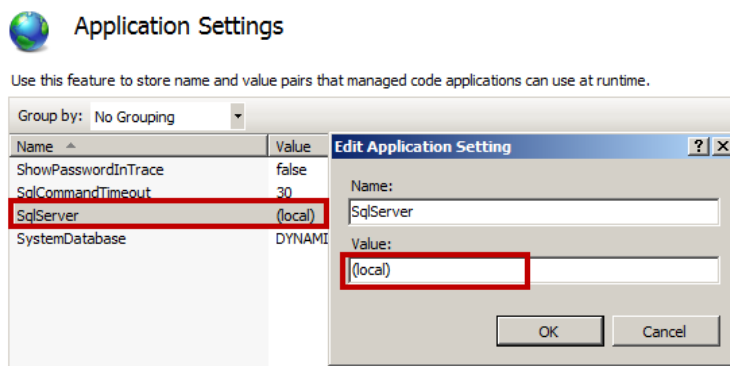 Application Settings
Use this feature to store name and value pairs that managed code applications can use at runtime.
Group by: No Grouping
Name Value
ShowPasswordInTrace false
SqlCommandTimeout 30
SqlServer (local)
SystemDatabase DYNAMI
Edit Application Setting
Name:
SqlServer
Value:
(local)
OK Cancel